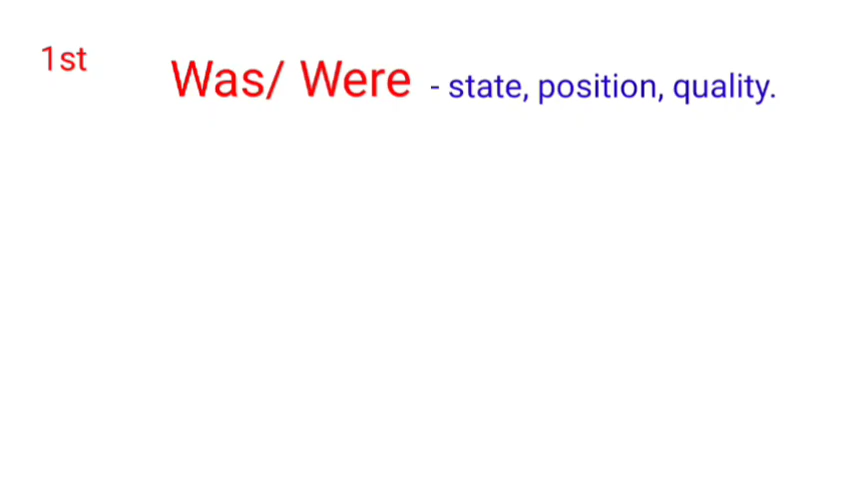 1st
Was/ Were - state, position, quality.